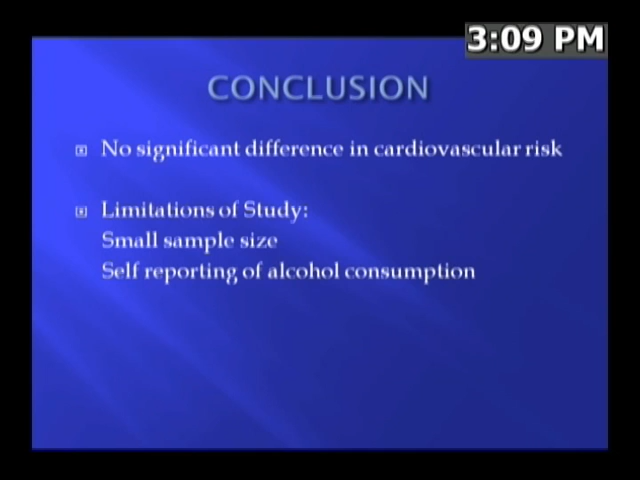 3:09 PM
CONCLUSION
No significant difference in cardiovascular risk
Limitations of Study:
Small sample size
Self reporting of alcohol consumption